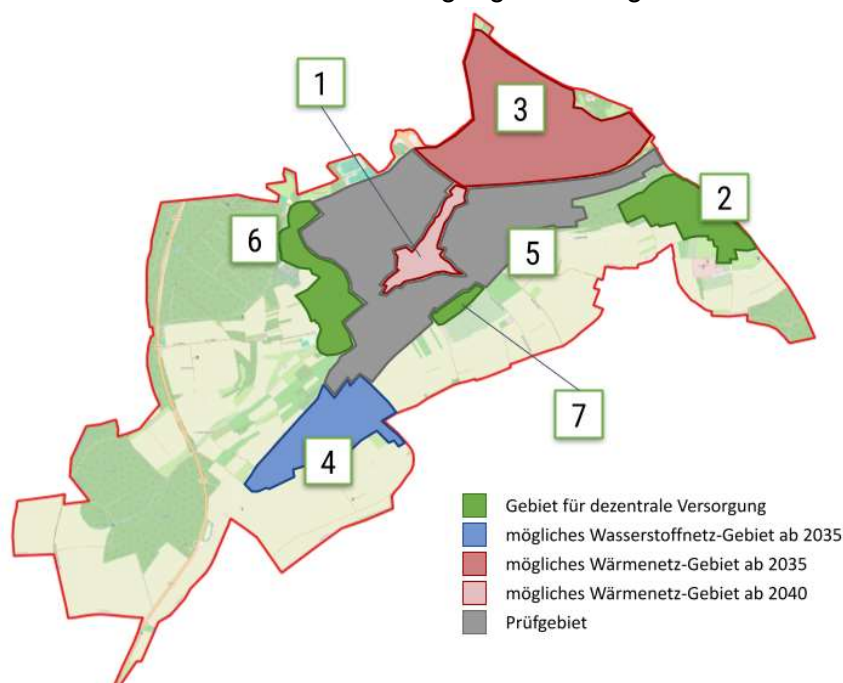 1
3
2
6
5
7
4
Gebiet für dezentrale Versorgung
mögliches Wasserstoffnetz-Gebiet ab 2035
mögliches Wärmenetz-Gebiet ab 2035
mögliches Wärmenetz-Gebiet ab 2040
Prüfgebiet